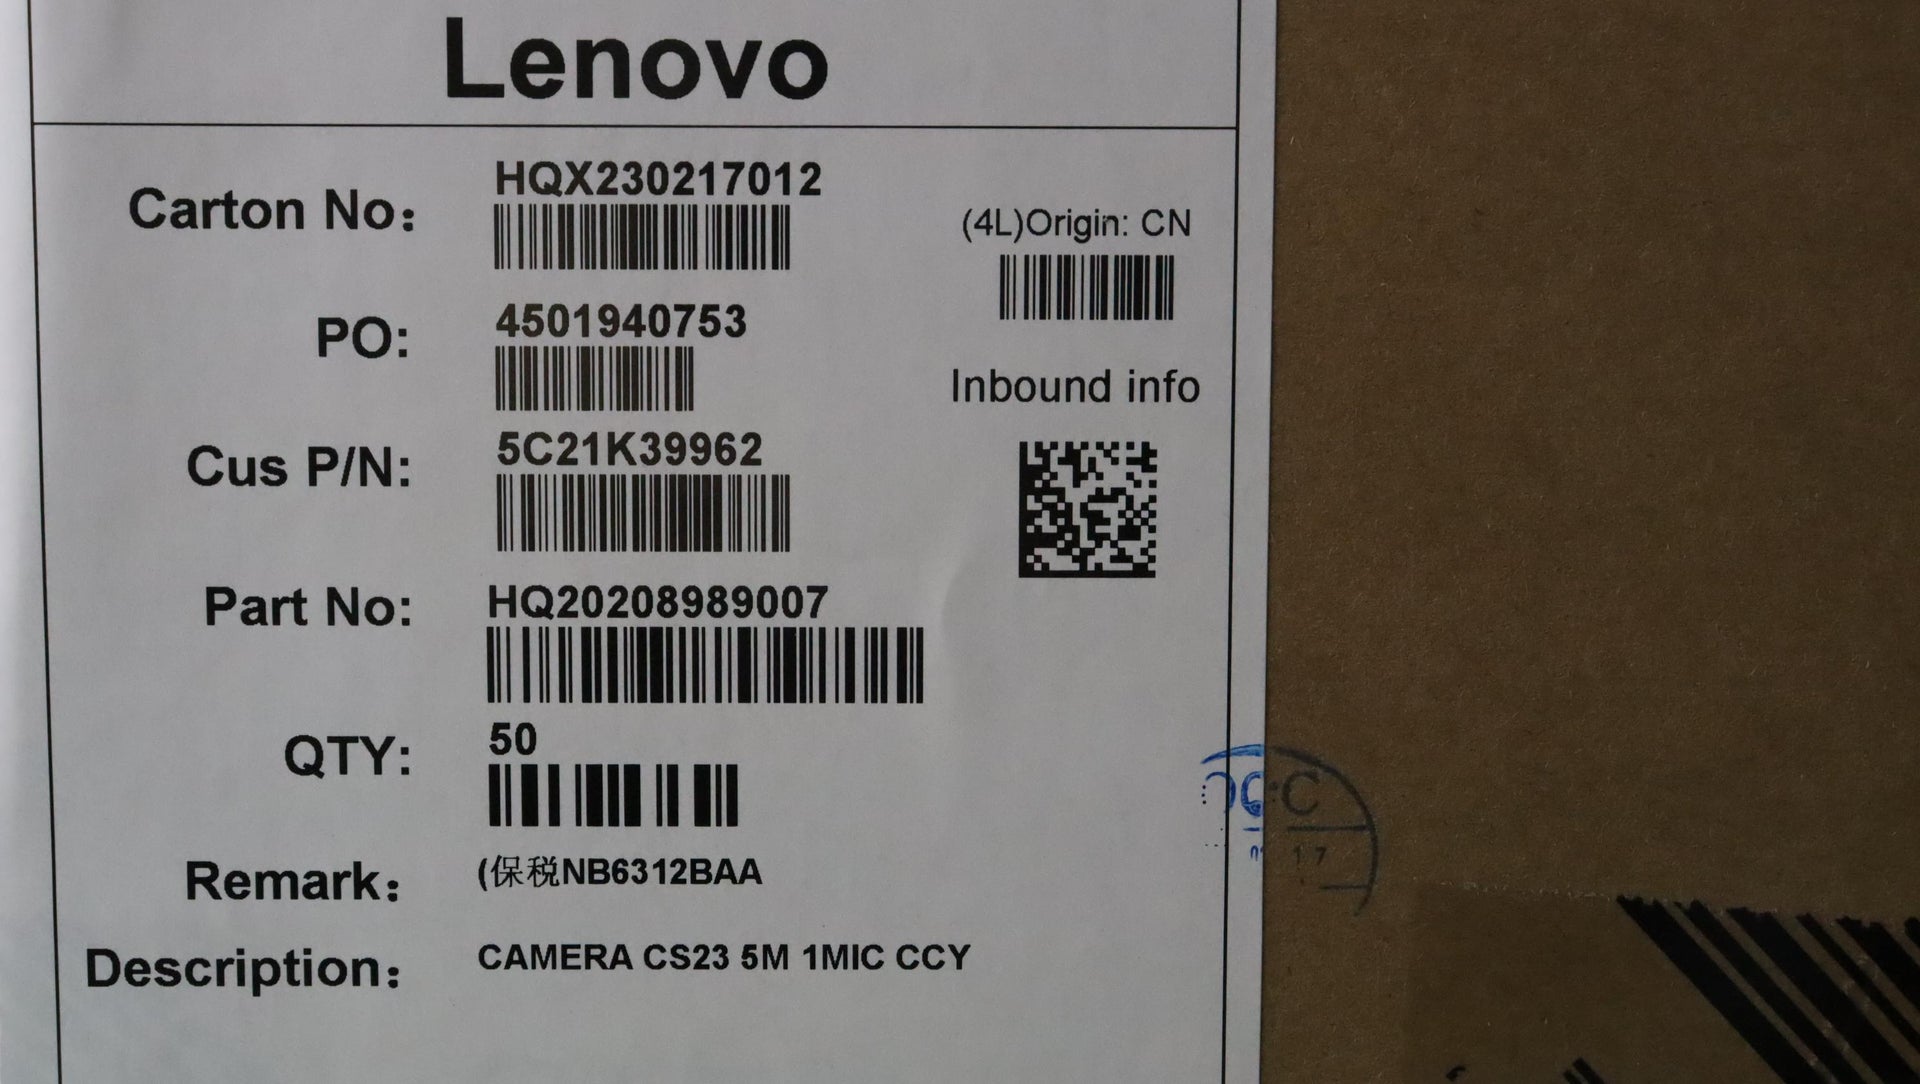 Lenovo
Carton No: HQX230217012
(4L)Origin: CN
PO: 4501940753
Inbound info
Cus P/N: 5C21K39962
Part No: HQ20208989007
QTY: 50
Remark: (保税NB6312BAA
Description: CAMERA CS23 5M 1MIC CCY